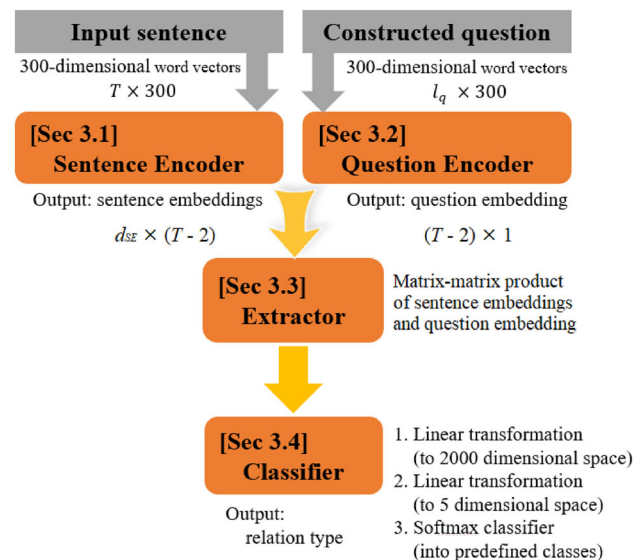 Input sentence
Constructed question
300-dimensional word vectors
T × 300
300-dimensional word vectors
l_q × 300
[Sec 3.1]
Sentence Encoder
[Sec 3.2]
Question Encoder
Output: sentence embeddings
d_SE × (T - 2)
Output: question embedding
(T - 2) × 1
[Sec 3.3]
Extractor
Matrix-matrix product
of sentence embeddings
and question embedding
[Sec 3.4]
Classifier
Output:
relation type
1. Linear transformation
(to 2000 dimensional space)
2. Linear transformation
(to 5 dimensional space)
3. Softmax classifier
(into predefined classes)